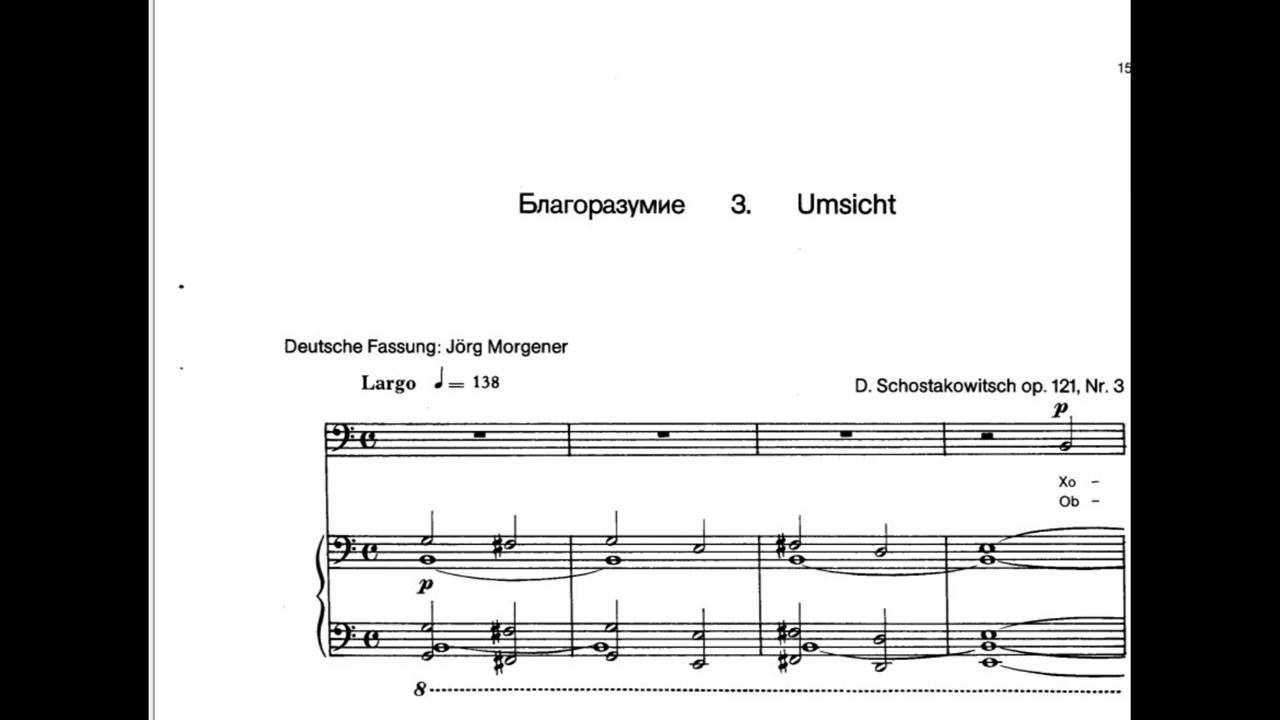 15
Благоразумие 3. Umsicht
Deutsche Fassung: Jörg Morgener
Largo ♩= 138
D. Schostakowitsch op. 121, Nr. 3
p
Хо -
Ob -
p
8